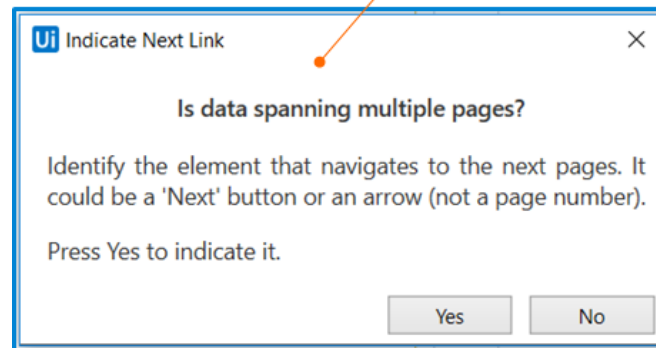 Ui Indicate Next Link
Is data spanning multiple pages?
Identify the element that navigates to the next pages. It
could be a 'Next' button or an arrow (not a page number).
Press Yes to indicate it.
Yes No